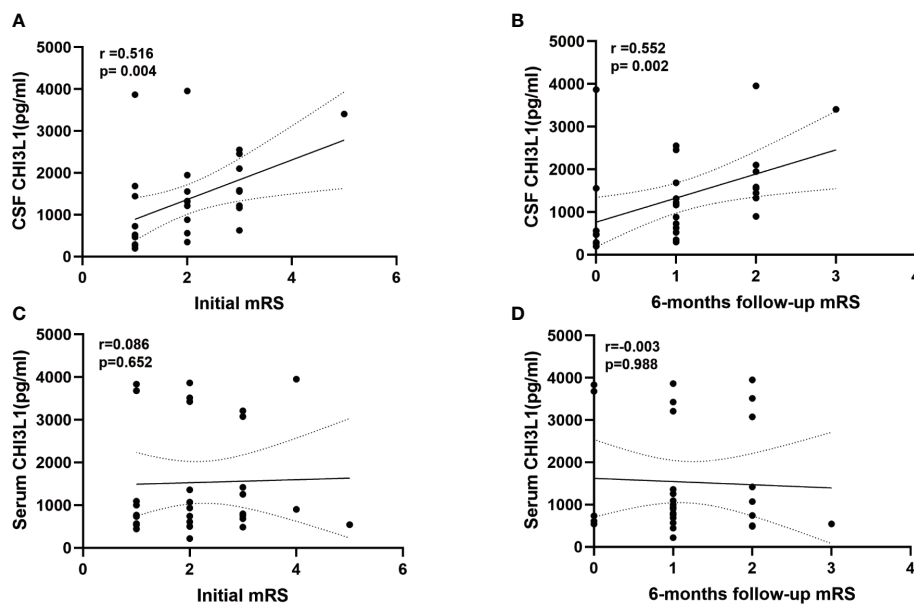 A
r =0.516
p= 0.004
CSF CHI3L1(pg/ml)
5000
4000
3000
2000
1000
0
0 2 4 6
Initial mRS
B
r =0.552
p= 0.002
CSF CHI3L1(pg/ml)
5000
4000
3000
2000
1000
0
0 1 2 3 4
6-months follow-up mRS
C
r=0.086
p=0.652
Serum CHI3L1(pg/ml)
5000
4000
3000
2000
1000
0
0 2 4 6
Initial mRS
D
r=-0.003
p=0.988
Serum CHI3L1(pg/ml)
5000
4000
3000
2000
1000
0
0 1 2 3 4
6-months follow-up mRS